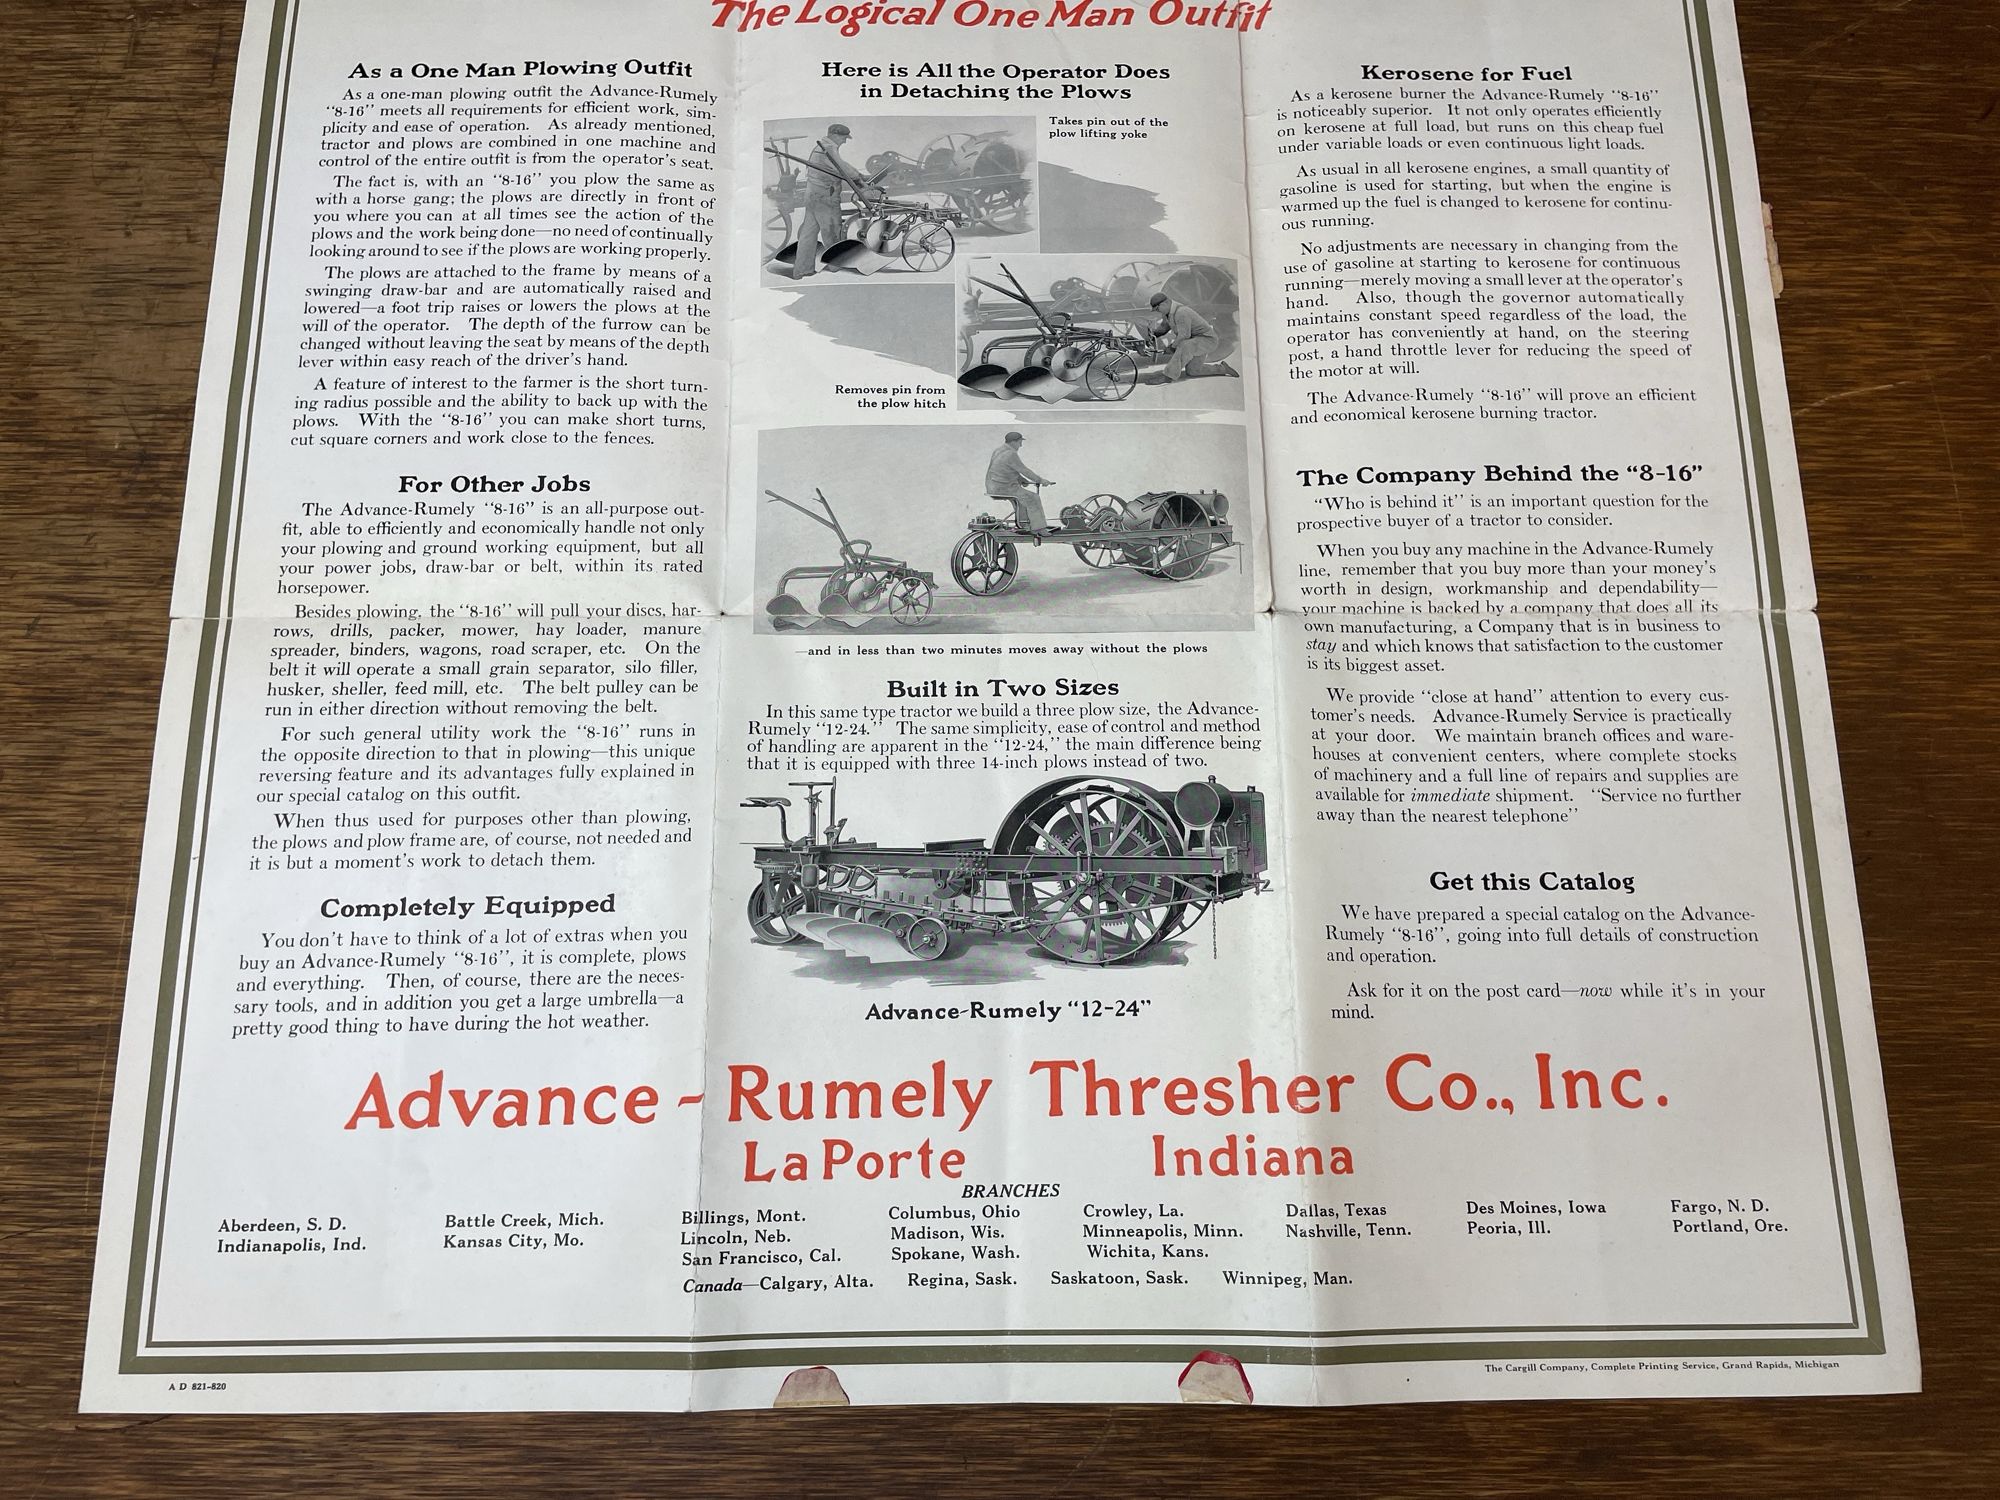 The Logical One Man Outfit
As a One Man Plowing Outfit
As a one-man plowing outfit the Advance-Rumely
"8-16" meets all requirements for efficient work, sim-
plicity and ease of operation. As already mentioned,
tractor and plows are combined in one machine and
control of the entire outfit is from the operator's seat.
The fact is, with an "8-16" you plow the same as
with a horse gang; the plows are directly in front of
you where you can at all times see the action of the
plows and the work being done—no need of continually
looking around to see if the plows are working properly.
The plows are attached to the frame by means of a
swinging draw-bar and are automatically raised and
lowered—a foot trip raises or lowers the plows at the
will of the operator. The depth of the furrow can be
changed without leaving the seat by means of the depth
lever within easy reach of the driver's hand.
A feature of interest to the farmer is the short turn-
ing radius possible and the ability to back up with the
plows. With the "8-16" you can make short turns,
cut square corners and work close to the fences.
For Other Jobs
The Advance-Rumely "8-16" is an all-purpose out-
fit, able to efficiently and economically handle not only
your plowing and ground working equipment, but all
your power jobs, draw-bar or belt, within its rated
horsepower.
Besides plowing, the "8-16" will pull your discs, har-
rows, drills, packer, mower, hay loader, manure
spreader, binders, wagons, road scraper, etc. On the
belt it will operate a small grain separator, silo filler,
husker, sheller, feed mill, etc. The belt pulley can be
run in either direction without removing the belt.
For such general utility work the "8-16" runs in
the opposite direction to that in plowing—this unique
reversing feature and its advantages fully explained in
our special catalog on this outfit.
When thus used for purposes other than plowing,
the plows and plow frame are, of course, not needed and
it is but a moment's work to detach them.
Completely Equipped
You don't have to think of a lot of extras when you
buy an Advance-Rumely "8-16", it is complete, plows
and everything. Then, of course, there are the neces-
sary tools, and in addition you get a large umbrella—a
pretty good thing to have during the hot weather.
Here is All the Operator Does
in Detaching the Plows
Takes pin out of the
plow lifting yoke
Removes pin from
the plow hitch
—and in less than two minutes moves away without the plows
Built in Two Sizes
In this same type tractor we build a three plow size, the Advance-
Rumely "12-24." The same simplicity, ease of control and method
of handling are apparent in the "12-24," the main difference being
that it is equipped with three 14-inch plows instead of two.
Advance-Rumely "12-24"
Kerosene for Fuel
As a kerosene burner the Advance-Rumely "8-16"
is noticeably superior. It not only operates efficiently
on kerosene at full load, but runs on this cheap fuel
under variable loads or even continuous light loads.
As usual in all kerosene engines, a small quantity of
gasoline is used for starting, but when the engine is
warmed up the fuel is changed to kerosene for continu-
ous running.
No adjustments are necessary in changing from the
use of gasoline at starting to kerosene for continuous
running—merely moving a small lever at the operator's
hand. Also, though the governor automatically
maintains constant speed regardless of the load, the
operator has conveniently at hand, on the steering
post, a hand throttle lever for reducing the speed of
the motor at will.
The Advance-Rumely "8-16" will prove an efficient
and economical kerosene burning tractor.
The Company Behind the "8-16"
"Who is behind it" is an important question for the
prospective buyer of a tractor to consider.
When you buy any machine in the Advance-Rumely
line, remember that you buy more than your money's
worth in design, workmanship and dependability—
your machine is backed by a company that does all its
own manufacturing, a Company that is in business to
stay and which knows that satisfaction to the customer
is its biggest asset.
We provide "close at hand" attention to every cus-
tomer's needs. Advance-Rumely Service is practically
at your door. We maintain branch offices and ware-
houses at convenient centers, where complete stocks
of machinery and a full line of repairs and supplies are
available for immediate shipment. "Service no further
away than the nearest telephone"
Get this Catalog
We have prepared a special catalog on the Advance-
Rumely "8-16", going into full details of construction
and operation.
Ask for it on the post card—now while it's in your
mind.
Advance-Rumely Thresher Co., Inc.
La Porte Indiana
BRANCHES
Aberdeen, S. D. Battle Creek, Mich. Billings, Mont. Columbus, Ohio Crowley, La. Dallas, Texas Des Moines, Iowa Fargo, N. D.
Indianapolis, Ind. Kansas City, Mo. Lincoln, Neb. Madison, Wis. Minneapolis, Minn. Nashville, Tenn. Peoria, Ill. Portland, Ore.
San Francisco, Cal. Spokane, Wash. Wichita, Kans.
Canada—Calgary, Alta. Regina, Sask. Saskatoon, Sask. Winnipeg, Man.
The Cargill Company, Complete Printing Service, Grand Rapids, Michigan
A D 821-820